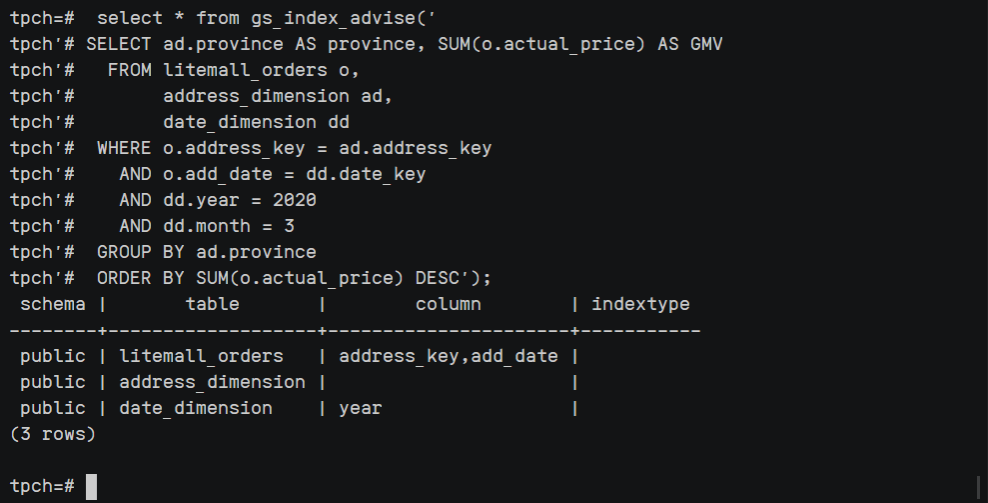 tpch=#  select * from gs_index_advise('
tpch'# SELECT ad.province AS province, SUM(o.actual_price) AS GMV
tpch'#   FROM litemall_orders o,
tpch'#        address_dimension ad,
tpch'#        date_dimension dd
tpch'#  WHERE o.address_key = ad.address_key
tpch'#    AND o.add_date = dd.date_key
tpch'#    AND dd.year = 2020
tpch'#    AND dd.month = 3
tpch'#  GROUP BY ad.province
tpch'#  ORDER BY SUM(o.actual_price) DESC');
 schema |       table       |        column        | indextype
--------+-------------------+----------------------+-----------
 public | litemall_orders   | address_key,add_date |
 public | address_dimension |                      |
 public | date_dimension    | year                 |
(3 rows)
tpch=#